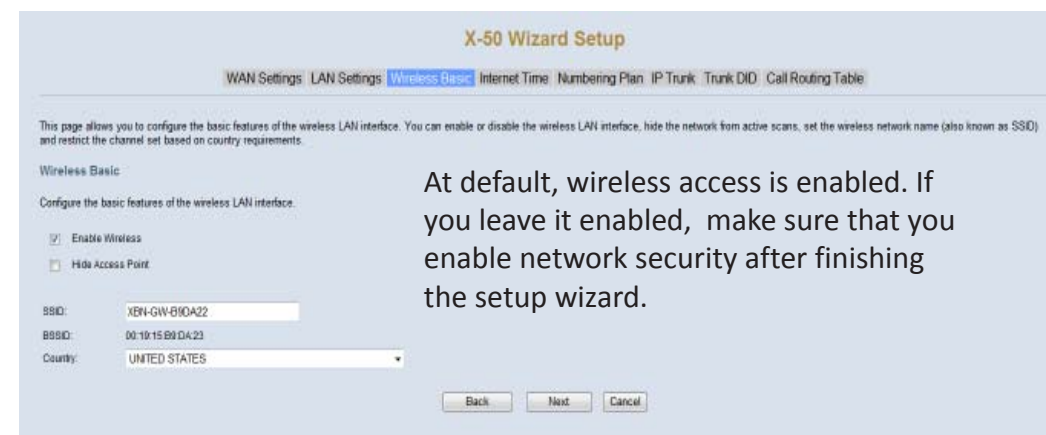 X-50 Wizard Setup
WAN Settings LAN Settings Wireless Basic Internet Time Numbering Plan IP Trunk Trunk DID Call Routing Table
This page allows you to configure the basic features of the wireless LAN interface. You can enable or disable the wireless LAN interface, hide the network from active scans, set the wireless network name (also known as SSID)
and restrict the channel set based on country requirements.
Wireless Basic
Configure the basic features of the wireless LAN interface.
At default, wireless access is enabled. If
you leave it enabled, make sure that you
enable network security after finishing
the setup wizard.
Enable Wireless
Hide Access Point
SSID: XBN-GW-B9DA22
BSSID: 00:19:15:B9:DA:23
Country: UNITED STATES
Back Next Cancel